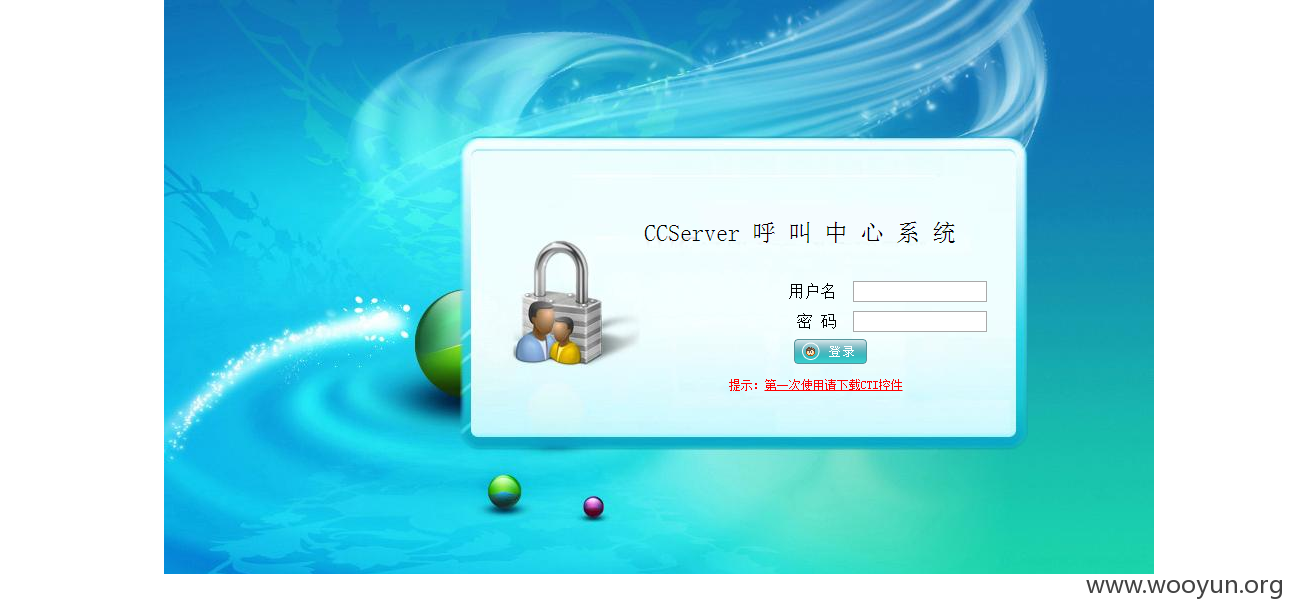 CCServer 呼 叫 中 心 系 统
用户名
密 码
登录
提示：第一次使用请下载CTI控件
www.wooyun.org